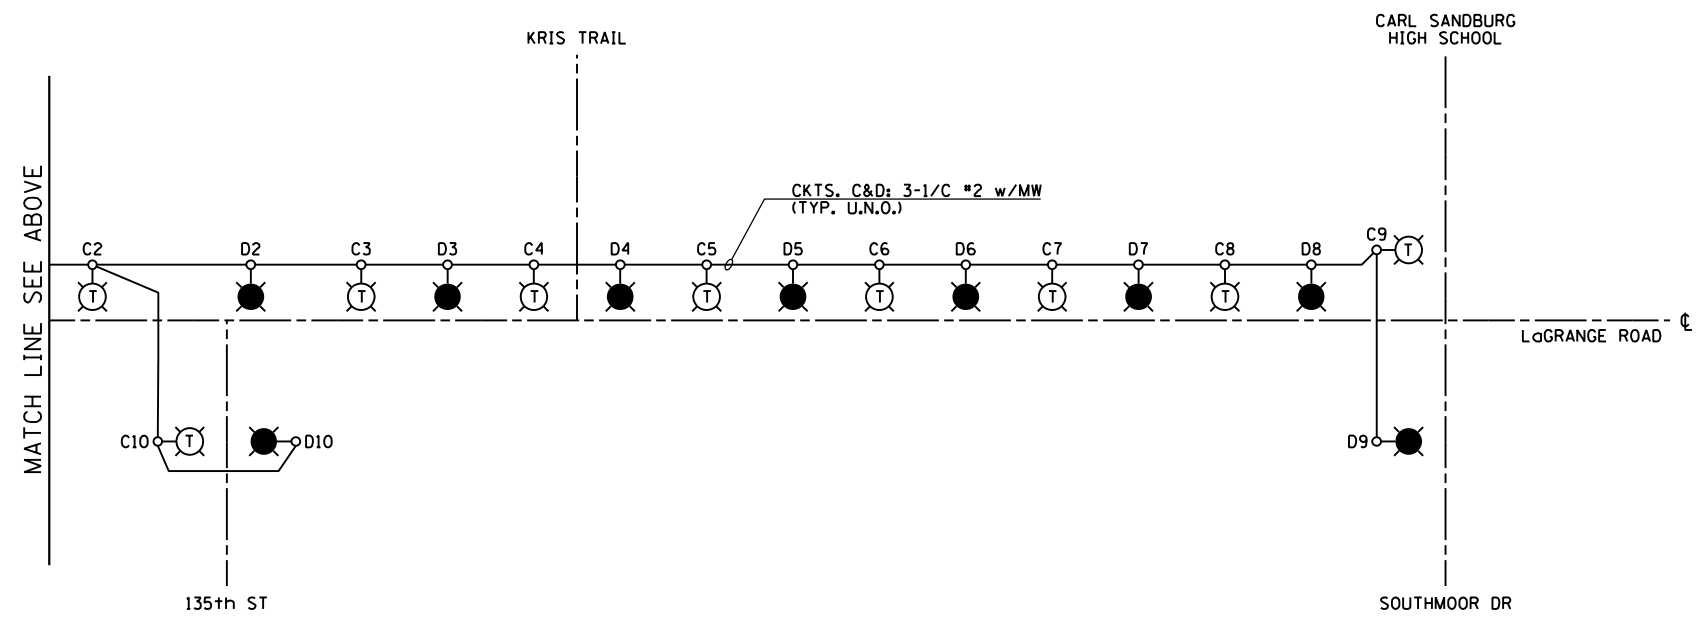 CARL SANDBURG
HIGH SCHOOL
KRIS TRAIL
MATCH LINE SEE ABOVE
CKTS. C&D: 3-1/C #2 w/MW
(TYP. U.N.O.)
C2 D2 C3 D3 C4 D4 C5 D5 C6 D6 C7 D7 C8 D8 C9 T
T T T T T T T
℄
LaGRANGE ROAD
C10 T D10 D9
135th ST
SOUTHMOOR DR